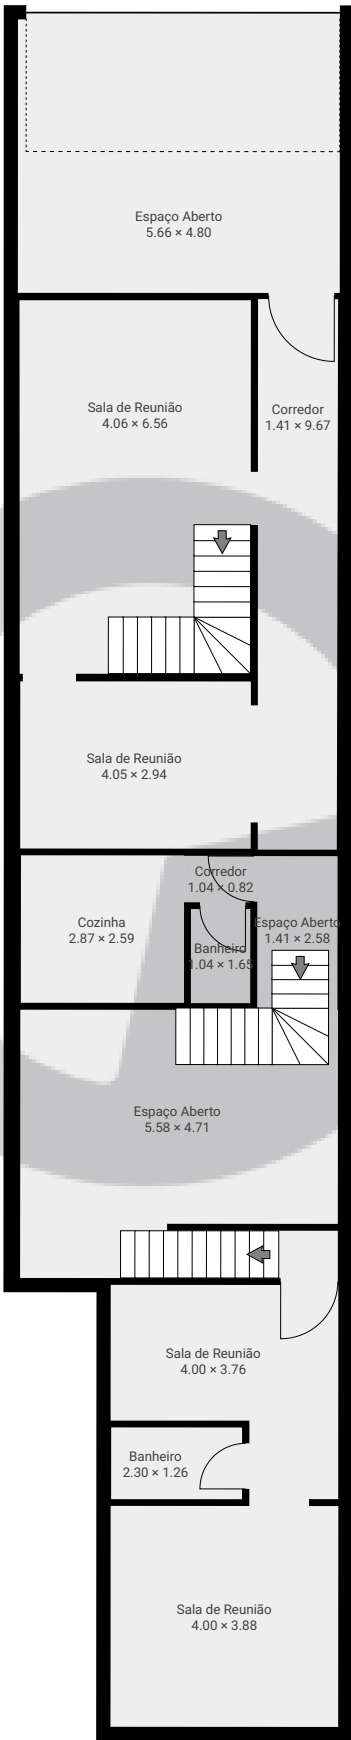 Espaço Aberto
5.66 × 4.80
Sala de Reunião
4.06 × 6.56
Corredor
1.41 × 9.67
Sala de Reunião
4.05 × 2.94
Corredor
1.04 × 0.82
Cozinha
2.87 × 2.59
Espaço Aberto
1.41 × 2.58
Banheiro
1.04 × 1.65
Espaço Aberto
5.58 × 4.71
Sala de Reunião
4.00 × 3.76
Banheiro
2.30 × 1.26
Sala de Reunião
4.00 × 3.88